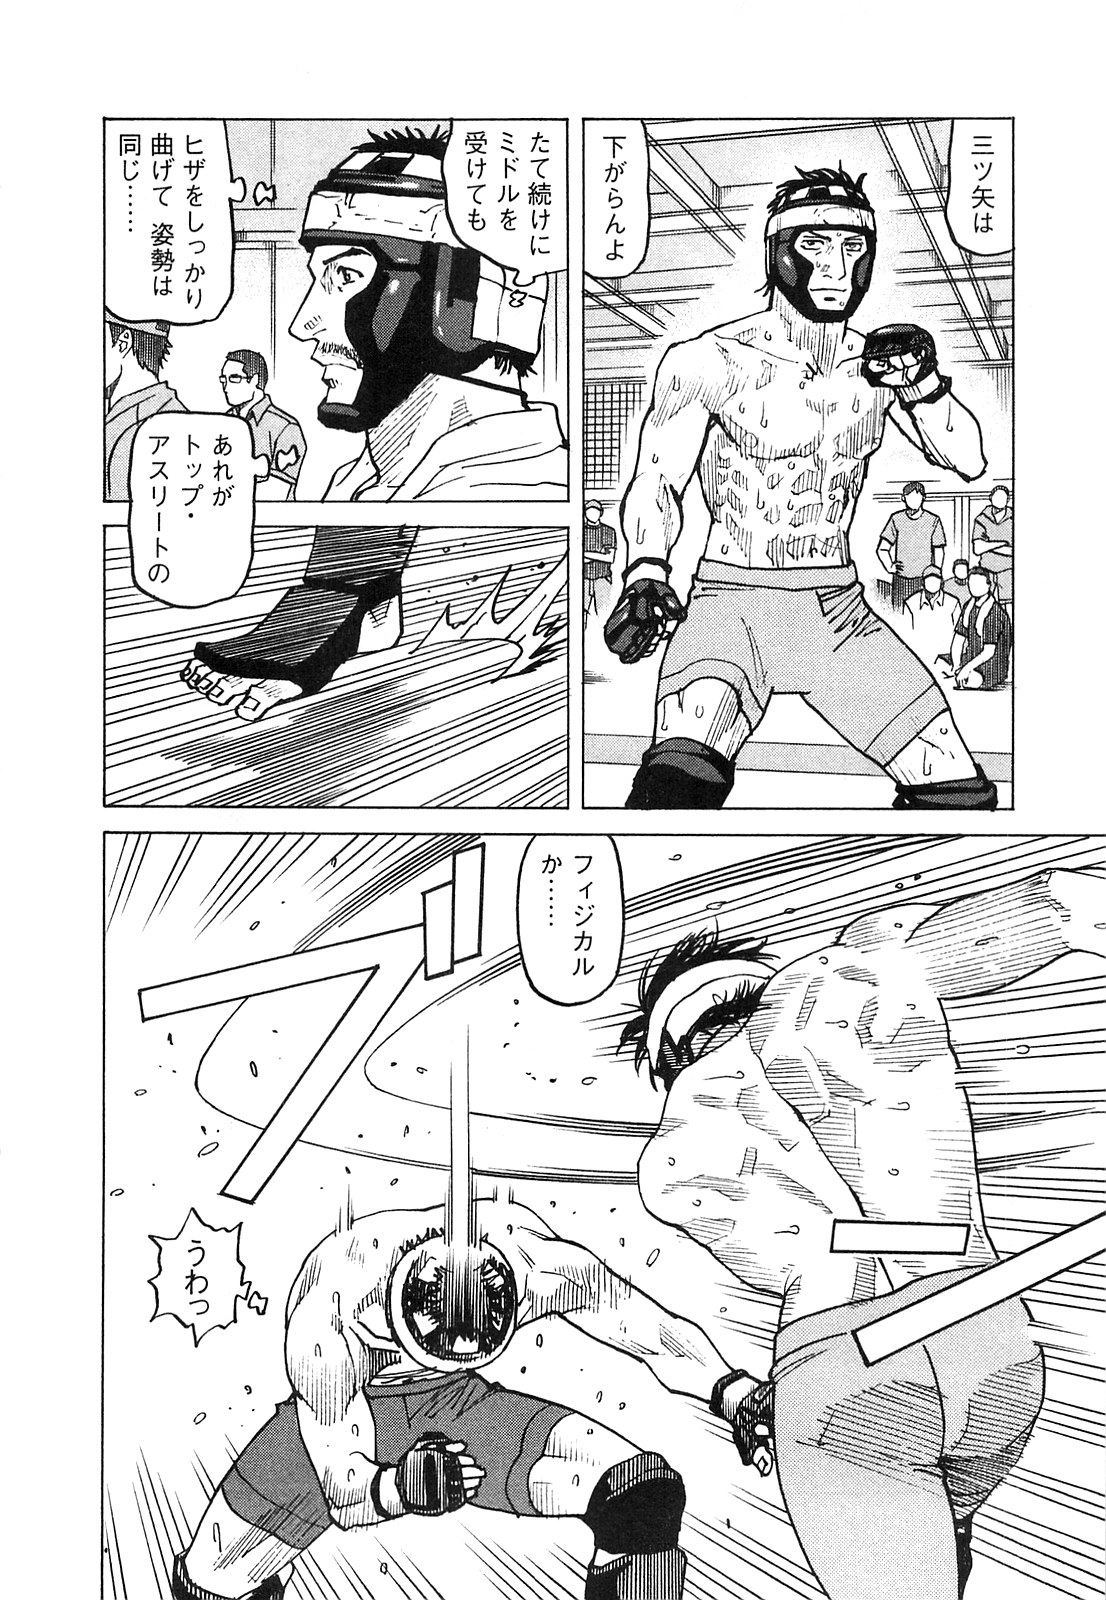 三ツ矢は
下がらんよ
たて続けに
ミドルを
受けても
ヒザをしっかり
曲げて 姿勢は
同じ……
あれが
トップ・
アスリートの
フィジカル
か……
うわっ